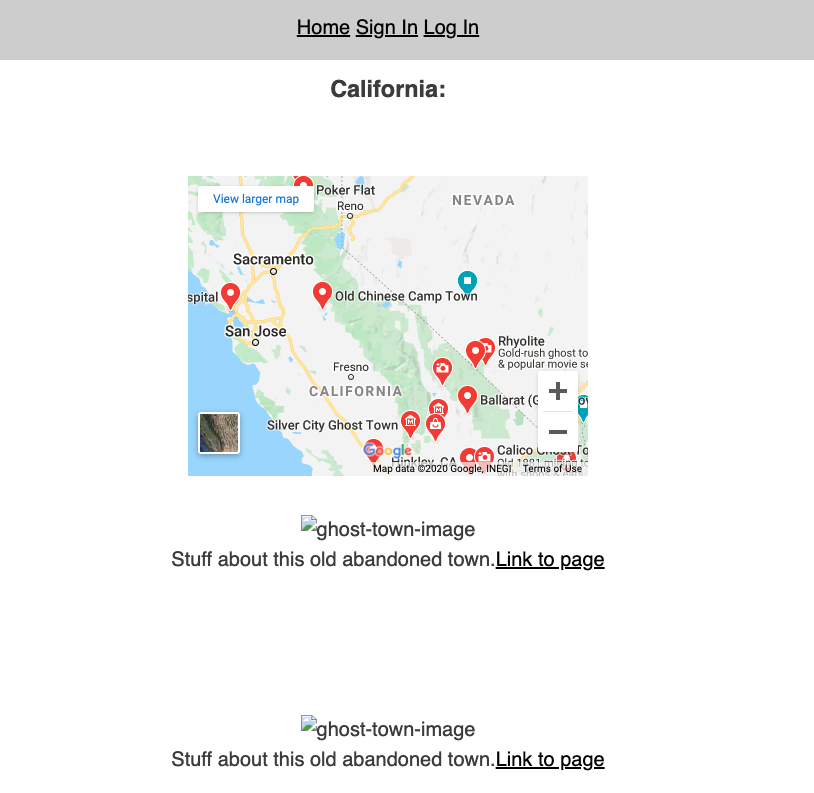 Home Sign In Log In
California:
View larger map
Poker Flat
Reno
NEVADA
Sacramento
spital
Old Chinese Camp Town
San Jose
Rhyolite
Gold-rush ghost to
& popular movie se
Fresno
CALIFORNIA
Ballarat (G
Silver City Ghost Town
Google
Hinkley, CA
Calico Ghost To
Old 1881 mining to
Map data ©2020 Google, INEGI Terms of Use
ghost-town-image
Stuff about this old abandoned town.Link to page
ghost-town-image
Stuff about this old abandoned town.Link to page